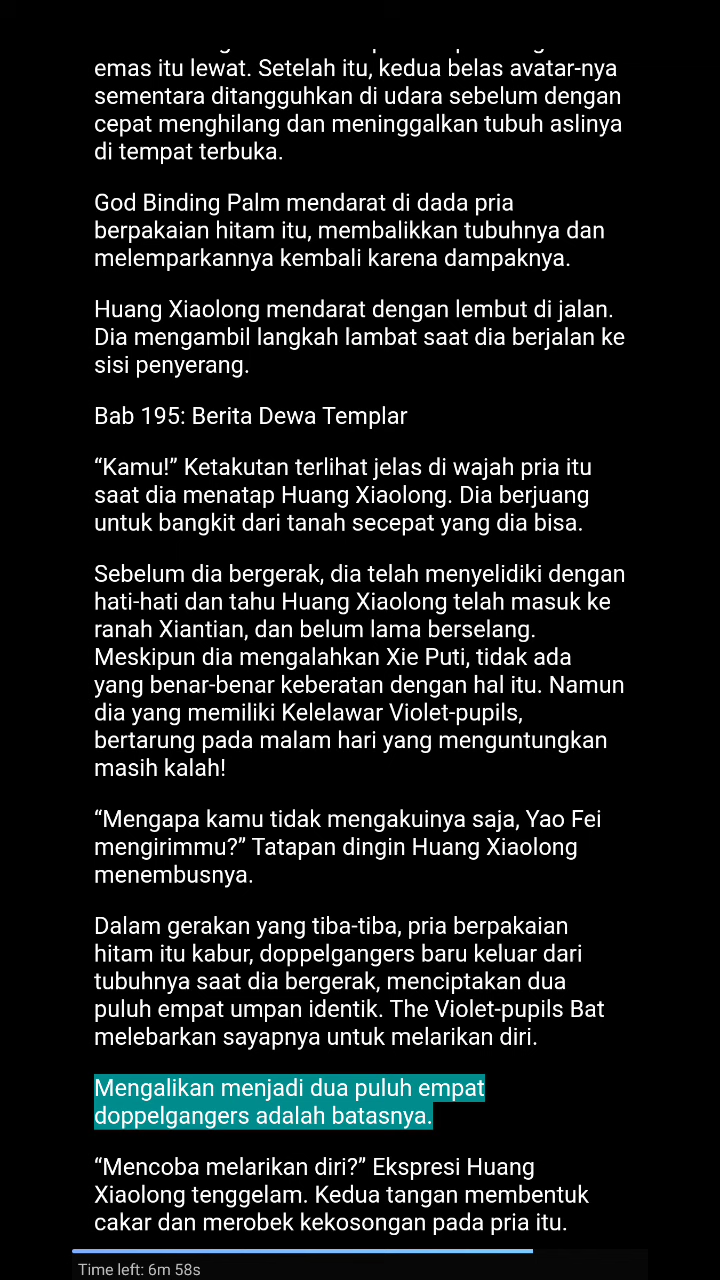 emas itu lewat. Setelah itu, kedua belas avatar-nya
sementara ditangguhkan di udara sebelum dengan
cepat menghilang dan meninggalkan tubuh aslinya
di tempat terbuka.
God Binding Palm mendarat di dada pria
berpakaian hitam itu, membalikkan tubuhnya dan
melemparkannya kembali karena dampaknya.
Huang Xiaolong mendarat dengan lembut di jalan.
Dia mengambil langkah lambat saat dia berjalan ke
sisi penyerang.
Bab 195: Berita Dewa Templar
“Kamu!” Ketakutan terlihat jelas di wajah pria itu
saat dia menatap Huang Xiaolong. Dia berjuang
untuk bangkit dari tanah secepat yang dia bisa.
Sebelum dia bergerak, dia telah menyelidiki dengan
hati-hati dan tahu Huang Xiaolong telah masuk ke
ranah Xiantian, dan belum lama berselang.
Meskipun dia mengalahkan Xie Puti, tidak ada
yang benar-benar keberatan dengan hal itu. Namun
dia yang memiliki Kelelawar Violet-pupils,
bertarung pada malam hari yang menguntungkan
masih kalah!
“Mengapa kamu tidak mengakuinya saja, Yao Fei
mengirimmu?” Tatapan dingin Huang Xiaolong
menembusnya.
Dalam gerakan yang tiba-tiba, pria berpakaian
hitam itu kabur, doppelgangers baru keluar dari
tubuhnya saat dia bergerak, menciptakan dua
puluh empat umpan identik. The Violet-pupils Bat
melebarkan sayapnya untuk melarikan diri.
Mengalikan menjadi dua puluh empat
doppelgangers adalah batasnya.
“Mencoba melarikan diri?” Ekspresi Huang
Xiaolong tenggelam. Kedua tangan membentuk
cakar dan merobek kekosongan pada pria itu.
Time left: 6m 58s